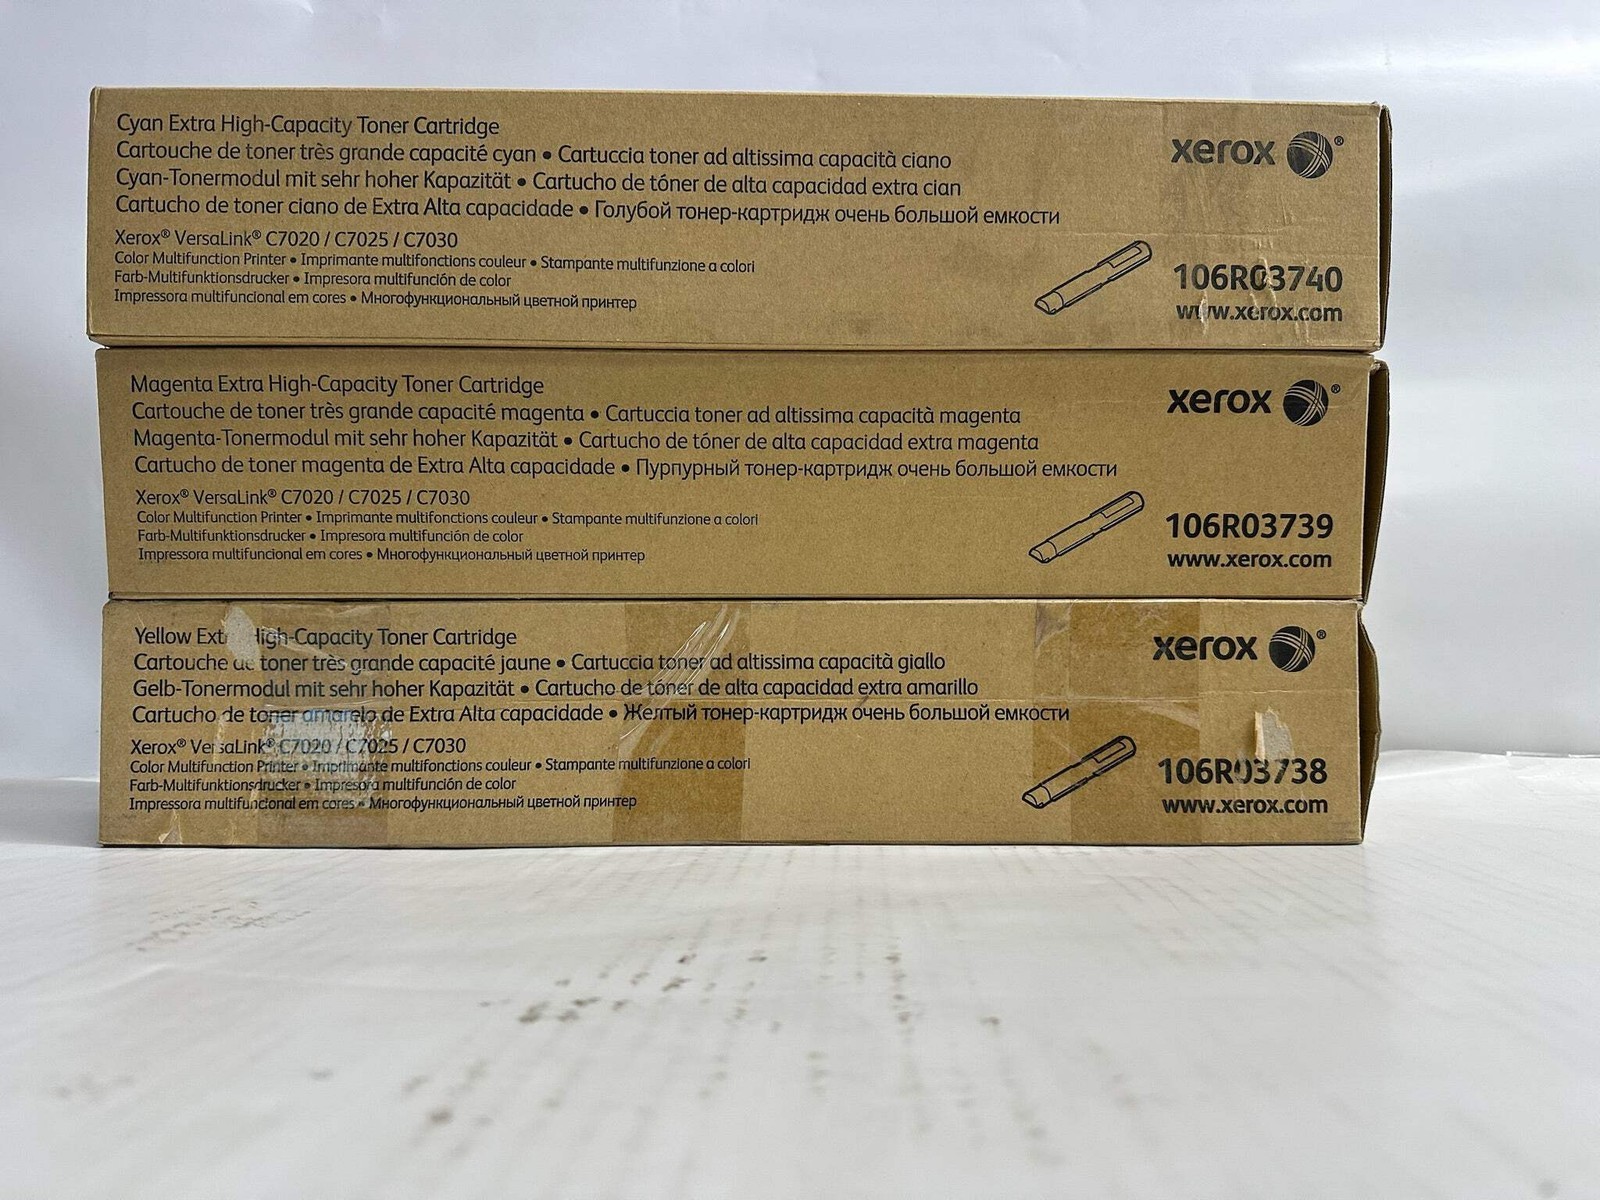 Cyan Extra High-Capacity Toner Cartridge
Cartouche de toner très grande capacité cyan • Cartuccia toner ad altissima capacità ciano
Cyan-Tonermodul mit sehr hoher Kapazität • Cartucho de tóner de alta capacidad extra cian
Cartucho de toner ciano de Extra Alta capacidade • Голубой тонер-картридж очень большой емкости
Xerox® VersaLink® C7020 / C7025 / C7030
Color Multifunction Printer • Imprimante multifonctions couleur • Stampante multifunzione a colori
Farb-Multifunktionsdrucker • Impresora multifunción de color
Impressora multifuncional em cores • Многофункциональный цветной принтер
xerox ®
106R03740
www.xerox.com
Magenta Extra High-Capacity Toner Cartridge
Cartouche de toner très grande capacité magenta • Cartuccia toner ad altissima capacità magenta
Magenta-Tonermodul mit sehr hoher Kapazität • Cartucho de tóner de alta capacidad extra magenta
Cartucho de toner magenta de Extra Alta capacidade • Пурпурный тонер-картридж очень большой емкости
Xerox® VersaLink® C7020 / C7025 / C7030
Color Multifunction Printer • Imprimante multifonctions couleur • Stampante multifunzione a colori
Farb-Multifunktionsdrucker • Impresora multifunción de color
Impressora multifuncional em cores • Многофункциональный цветной принтер
xerox ®
106R03739
www.xerox.com
Yellow Extra High-Capacity Toner Cartridge
Cartouche de toner très grande capacité jaune • Cartuccia toner ad altissima capacità giallo
Gelb-Tonermodul mit sehr hoher Kapazität • Cartucho de tóner de alta capacidad extra amarillo
Cartucho de toner amarelo de Extra Alta capacidade • Желтый тонер-картридж очень большой емкости
Xerox® VersaLink® C7020 / C7025 / C7030
Color Multifunction Printer • Imprimante multifonctions couleur • Stampante multifunzione a colori
Farb-Multifunktionsdrucker • Impresora multifunción de color
Impressora multifuncional em cores • Многофункциональный цветной принтер
xerox ®
106R03738
www.xerox.com